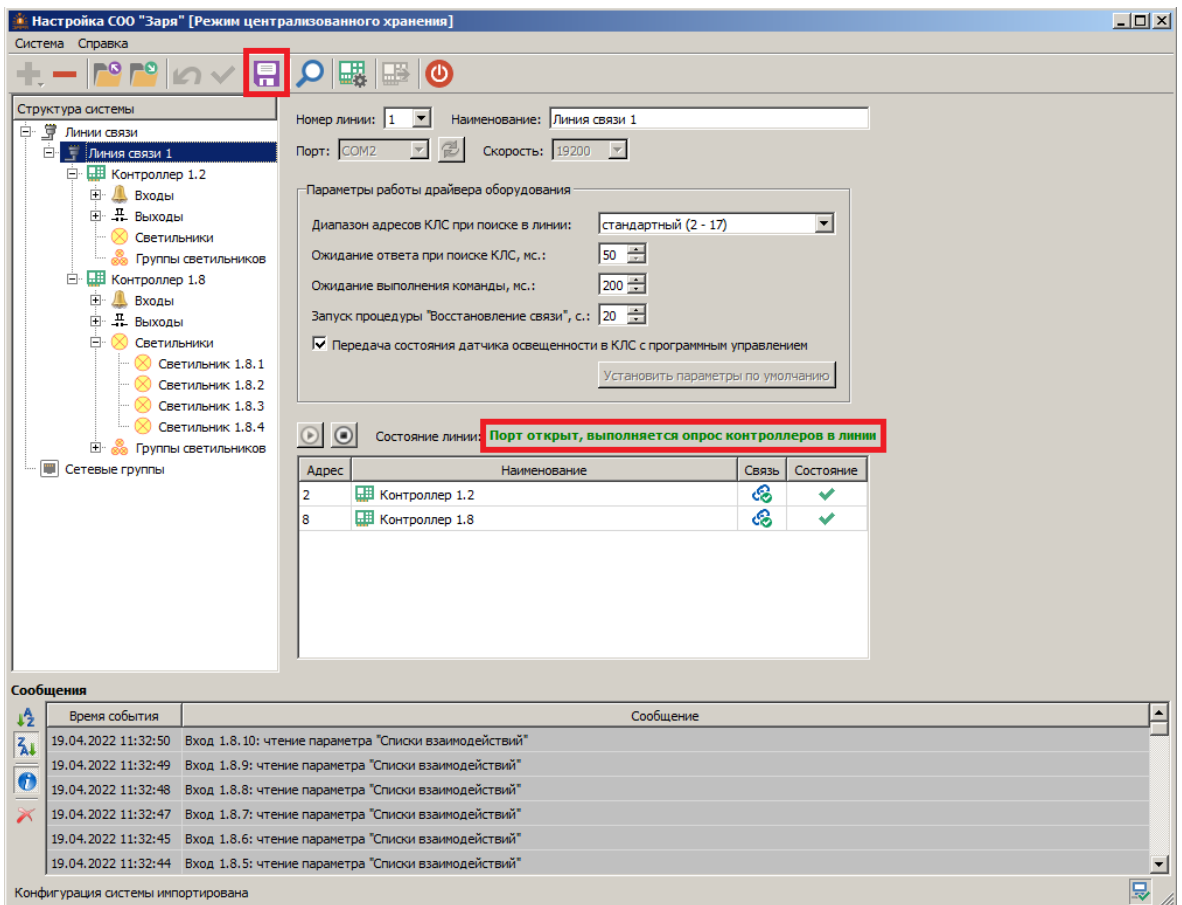 Настройка СОО "Заря" [Режим централизованного хранения]
Система Справка
Структура системы
Линии связи
Линия связи 1
Контроллер 1.2
Входы
Выходы
Светильники
Группы светильников
Контроллер 1.8
Входы
Выходы
Светильники
Светильник 1.8.1
Светильник 1.8.2
Светильник 1.8.3
Светильник 1.8.4
Группы светильников
Сетевые группы
Номер линии: 1 Наименование: Линия связи 1
Порт: COM2 Скорость: 19200
Параметры работы драйвера оборудования
Диапазон адресов КЛС при поиске в линии: стандартный (2 - 17)
Ожидание ответа при поиске КЛС, мс.: 50
Ожидание выполнения команды, мс.: 200
Запуск процедуры "Восстановление связи", с.: 20
Передача состояния датчика освещенности в КЛС с программным управлением
Установить параметры по умолчанию
Состояние линии: Порт открыт, выполняется опрос контроллеров в линии
Адрес Наименование Связь Состояние
2 Контроллер 1.2
8 Контроллер 1.8
Сообщения
Время события Сообщение
19.04.2022 11:32:50 Вход 1.8.10: чтение параметра "Списки взаимодействий"
19.04.2022 11:32:49 Вход 1.8.9: чтение параметра "Списки взаимодействий"
19.04.2022 11:32:48 Вход 1.8.8: чтение параметра "Списки взаимодействий"
19.04.2022 11:32:47 Вход 1.8.7: чтение параметра "Списки взаимодействий"
19.04.2022 11:32:45 Вход 1.8.6: чтение параметра "Списки взаимодействий"
19.04.2022 11:32:44 Вход 1.8.5: чтение параметра "Списки взаимодействий"
Конфигурация системы импортирована